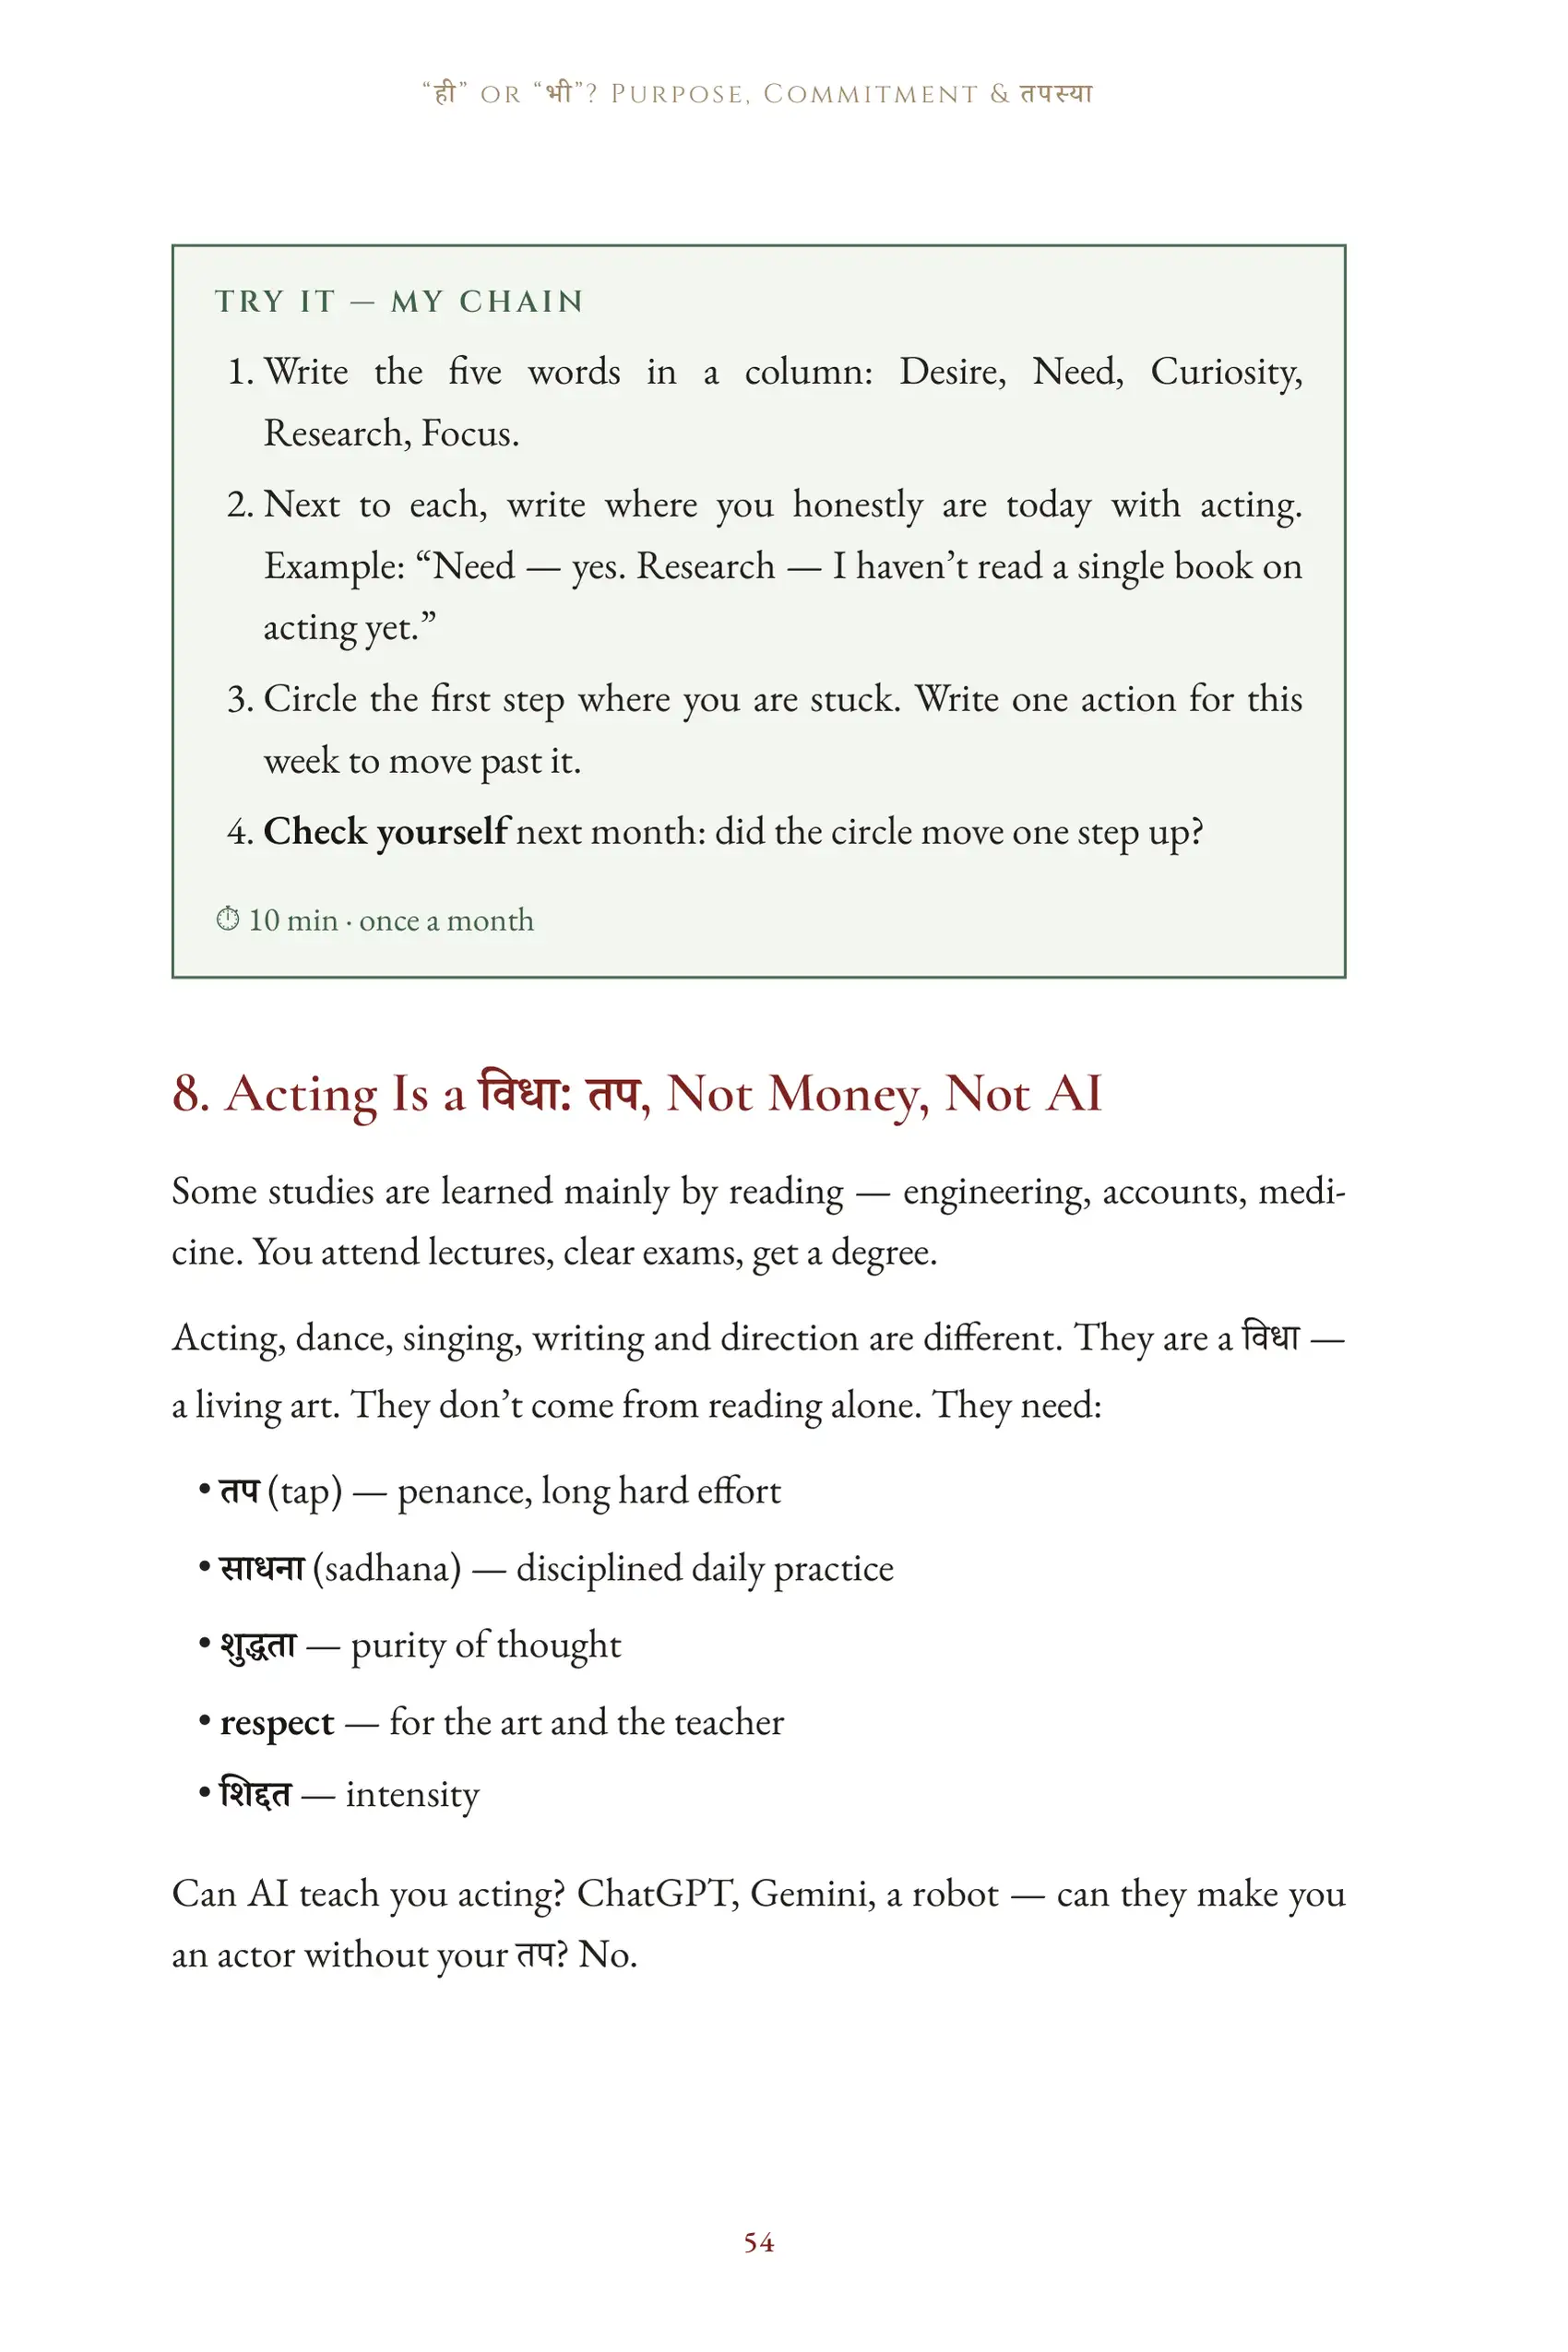 “ही” OR “भी”? PURPOSE, COMMITMENT & तपस्या
TRY IT — MY CHAIN
1. Write the five words in a column: Desire, Need, Curiosity,
Research, Focus.
2. Next to each, write where you honestly are today with acting.
Example: “Need — yes. Research — I haven’t read a single book on
acting yet.”
3. Circle the first step where you are stuck. Write one action for this
week to move past it.
4. Check yourself next month: did the circle move one step up?
⏱ 10 min · once a month
8. Acting Is a विधा: तप, Not Money, Not AI
Some studies are learned mainly by reading — engineering, accounts, medi-
cine. You attend lectures, clear exams, get a degree.
Acting, dance, singing, writing and direction are different. They are a विधा —
a living art. They don’t come from reading alone. They need:
• तप (tap) — penance, long hard effort
• साधना (sadhana) — disciplined daily practice
• शुद्धता — purity of thought
• respect — for the art and the teacher
• शिद्दत — intensity
Can AI teach you acting? ChatGPT, Gemini, a robot — can they make you
an actor without your तप? No.
54